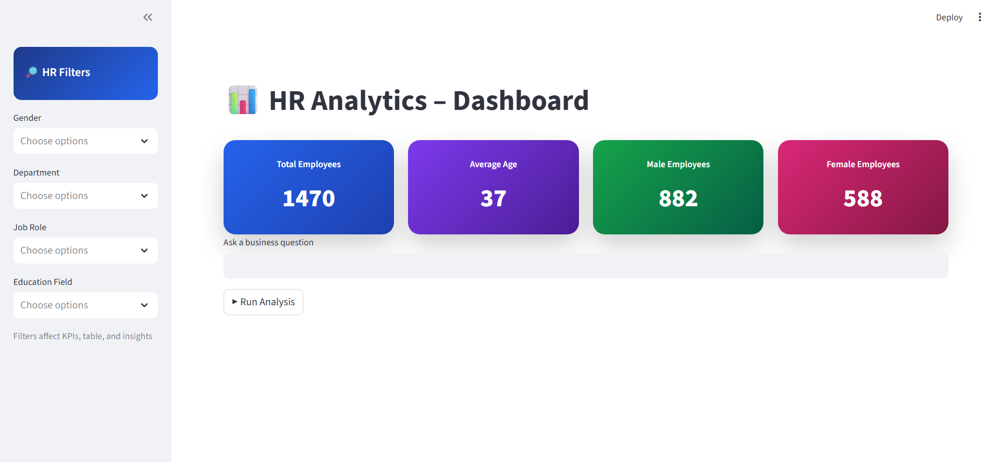 Deploy
HR Filters
Gender
Choose options
Department
Choose options
Job Role
Choose options
Education Field
Choose options
Filters affect KPIs, table, and insights
HR Analytics – Dashboard
Total Employees
1470
Average Age
37
Male Employees
882
Female Employees
588
Ask a business question
Run Analysis